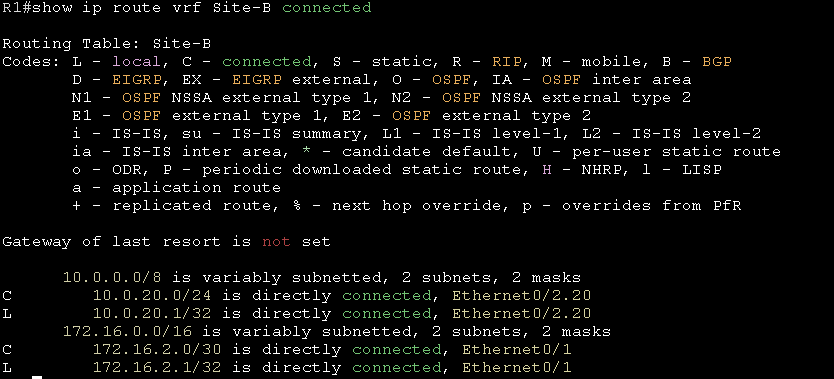 R1#show ip route vrf Site-B connected
Routing Table: Site-B
Codes: L - local, C - connected, S - static, R - RIP, M - mobile, B - BGP
D - EIGRP, EX - EIGRP external, O - OSPF, IA - OSPF inter area
N1 - OSPF NSSA external type 1, N2 - OSPF NSSA external type 2
E1 - OSPF external type 1, E2 - OSPF external type 2
i - IS-IS, su - IS-IS summary, L1 - IS-IS level-1, L2 - IS-IS level-2
ia - IS-IS inter area, * - candidate default, U - per-user static route
o - ODR, P - periodic downloaded static route, H - NHRP, l - LISP
a - application route
+ - replicated route, % - next hop override, p - overrides from PfR
Gateway of last resort is not set
10.0.0.0/8 is variably subnetted, 2 subnets, 2 masks
C 10.0.20.0/24 is directly connected, Ethernet0/2.20
L 10.0.20.1/32 is directly connected, Ethernet0/2.20
172.16.0.0/16 is variably subnetted, 2 subnets, 2 masks
C 172.16.2.0/30 is directly connected, Ethernet0/1
L 172.16.2.1/32 is directly connected, Ethernet0/1